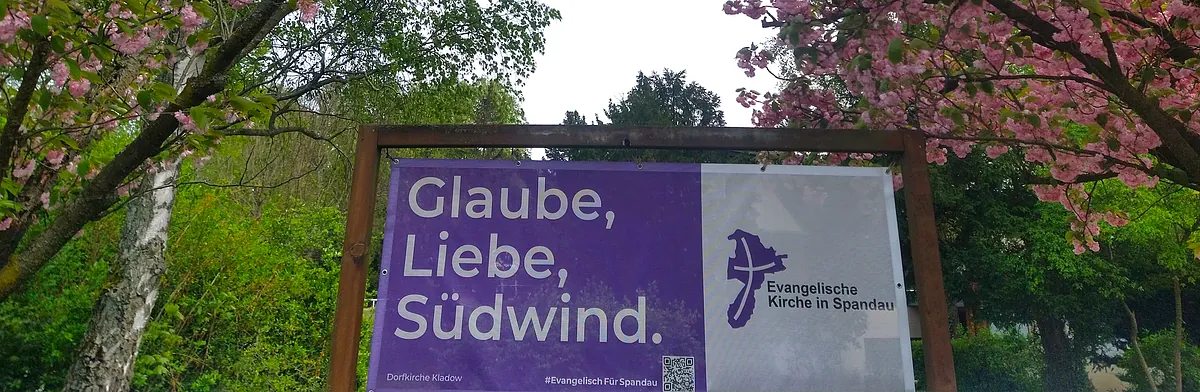 Glaube,
Liebe,
Südwind.
Dorfkirche Kladow
#Evangelisch Für Spandau
Evangelische
Kirche in Spandau